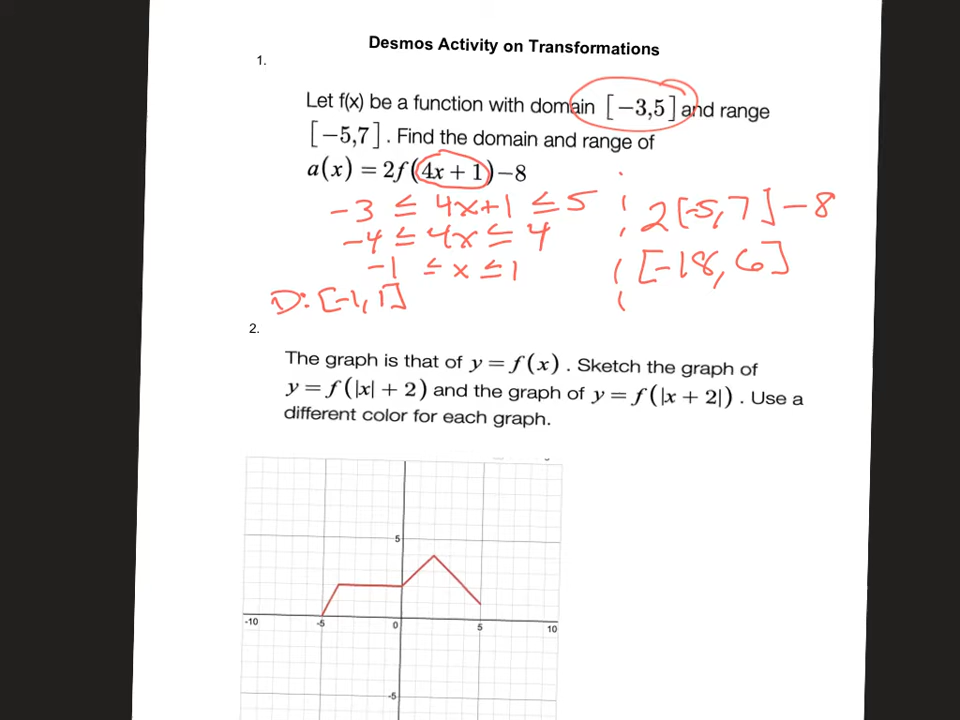 Desmos Activity on Transformations
1.
Let f(x) be a function with domain [−3,5] and range
[−5,7]. Find the domain and range of
a(x) = 2f(4x+1)−8
−3 ≤ 4x+1 ≤ 5
2[-5,7]−8
−4 ≤ 4x ≤ 4
[-18,6]
−1 ≤ x ≤ 1
D: [-1,1]
2.
The graph is that of y = f(x). Sketch the graph of
y = f(|x| + 2) and the graph of y = f(|x + 2|). Use a
different color for each graph.
5
-10 -5 0 5 10
-5